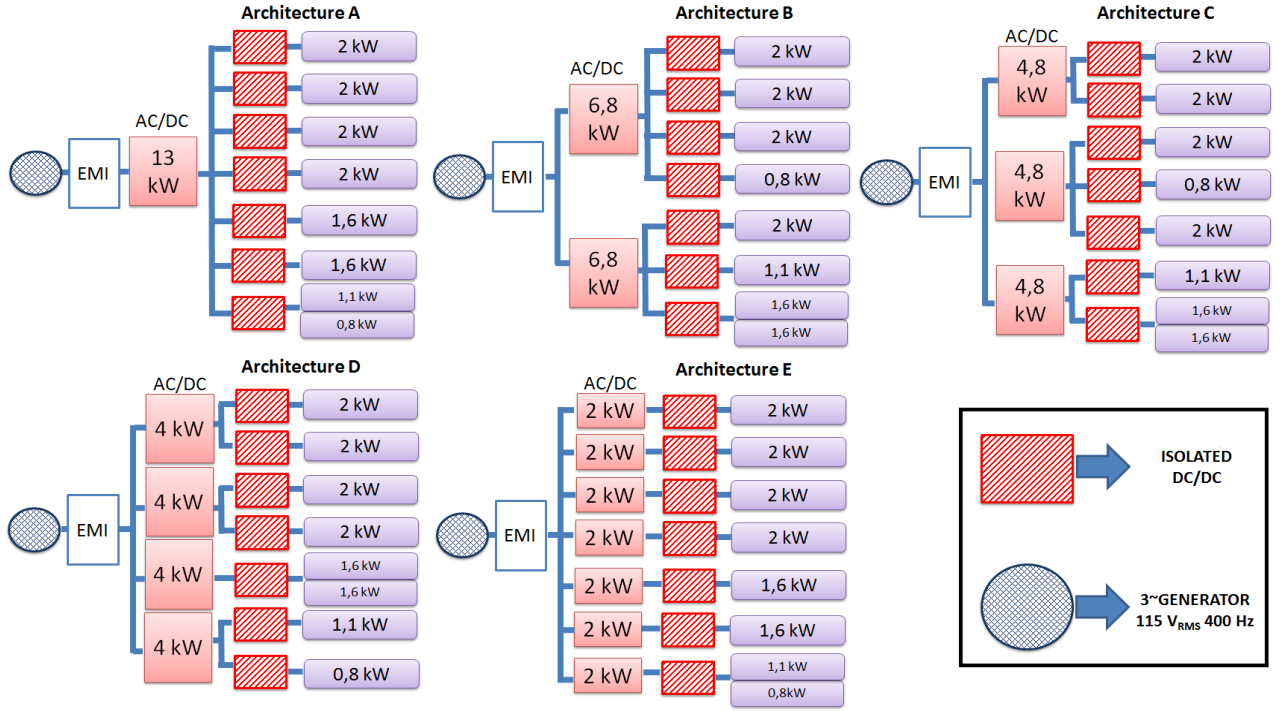 Architecture A
AC/DC
EMI
13
kW
2 kW
2 kW
2 kW
2 kW
1,6 kW
1,6 kW
1,1 kW
0,8 kW
Architecture B
AC/DC
EMI
6,8
kW
6,8
kW
2 kW
2 kW
2 kW
0,8 kW
2 kW
1,1 kW
1,6 kW
1,6 kW
Architecture C
AC/DC
EMI
4,8
kW
4,8
kW
4,8
kW
2 kW
2 kW
2 kW
0,8 kW
2 kW
1,1 kW
1,6 kW
1,6 kW
Architecture D
AC/DC
EMI
4 kW
4 kW
4 kW
4 kW
2 kW
2 kW
2 kW
2 kW
1,6 kW
1,6 kW
1,1 kW
0,8 kW
Architecture E
AC/DC
EMI
2 kW
2 kW
2 kW
2 kW
2 kW
2 kW
2 kW
2 kW
2 kW
2 kW
2 kW
1,6 kW
1,6 kW
1,1 kW
0,8kW
ISOLATED
DC/DC
3~GENERATOR
115 VRMS 400 Hz